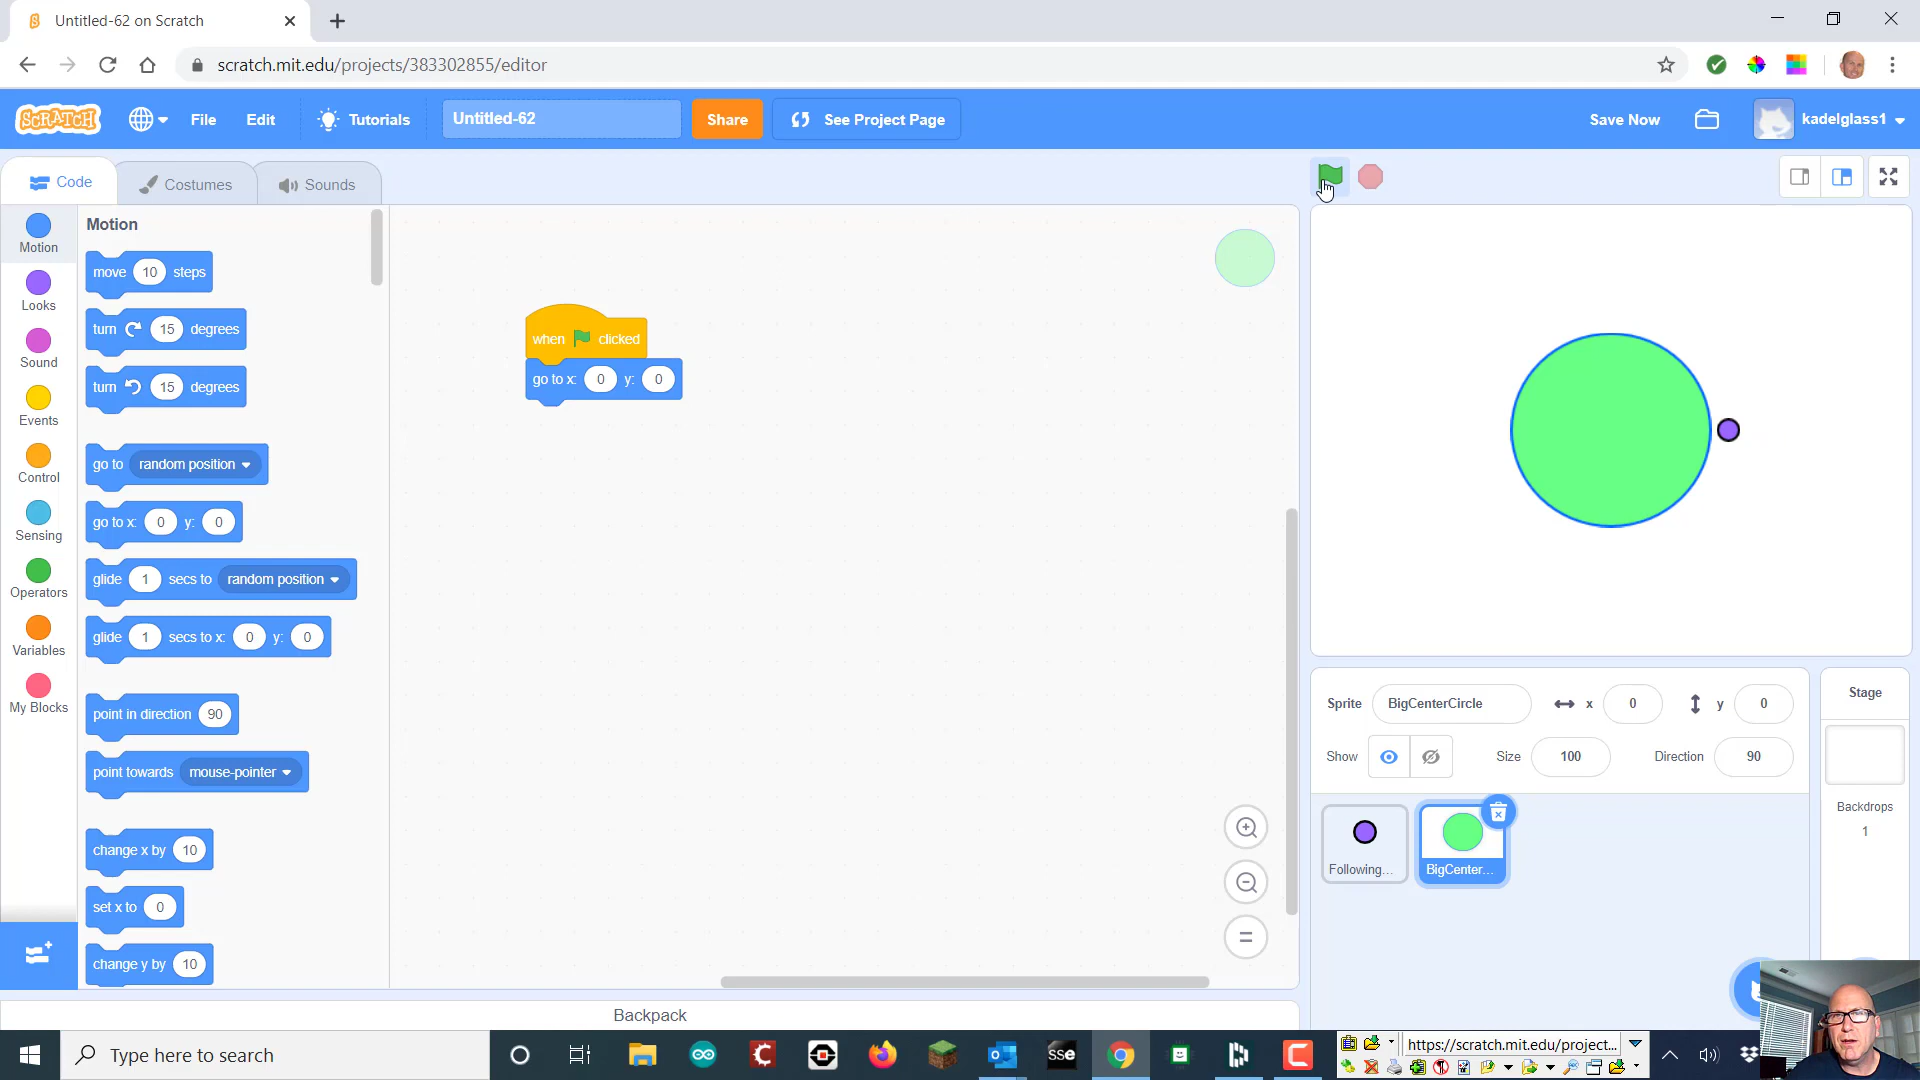 Untitled-62 on Scratch
scratch.mit.edu/projects/383302855/editor
SCRATCH
File
Edit
Tutorials
Untitled-62
Share
See Project Page
Save Now
kadelglass1
Code
Costumes
Sounds
Motion
Looks
Sound
Events
Control
Sensing
Operators
Variables
My Blocks
Motion
move 10 steps
turn 15 degrees
turn 15 degrees
go to random position
go to x: 0 y: 0
glide 1 secs to random position
glide 1 secs to x: 0 y: 0
point in direction 90
point towards mouse-pointer
change x by 10
set x to 0
change y by 10
when clicked
go to x: 0 y: 0
Sprite BigCenterCircle x 0 y 0
Show Size 100 Direction 90
Following...
BigCenter...
Stage
Backdrops
1
Backpack
Type here to search
SSe
https://scratch.mit.edu/project...